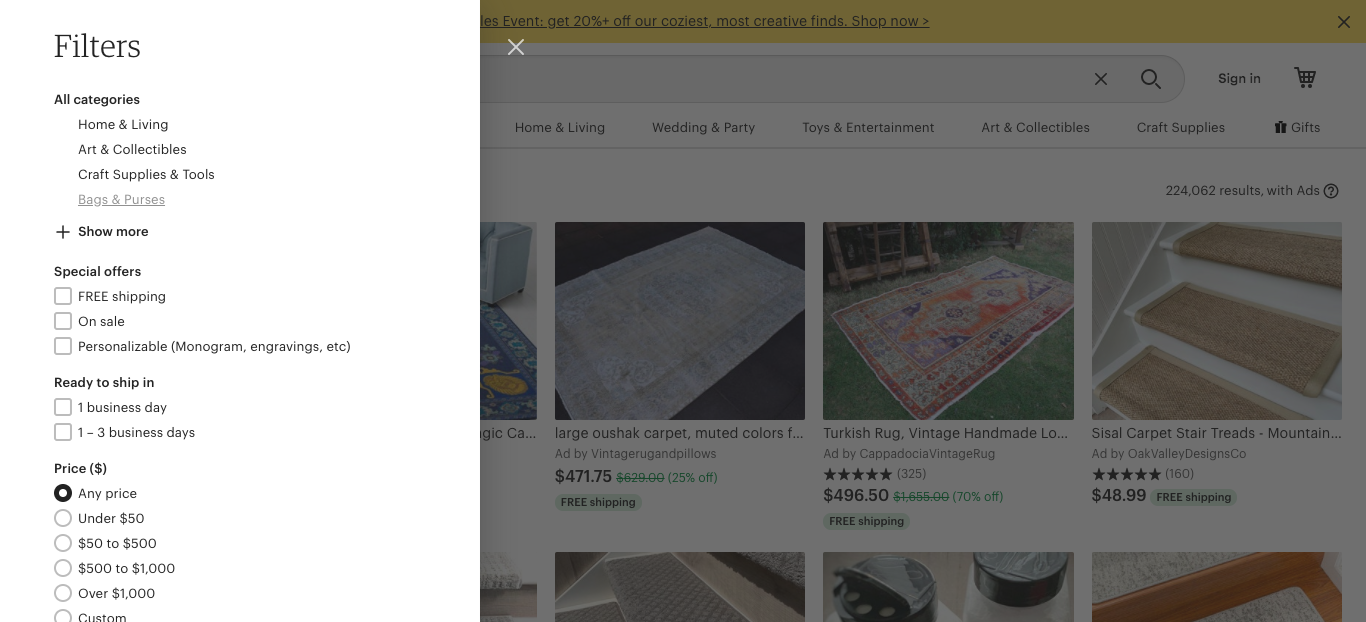 les Event: get 20%+ off our coziest, most creative finds. Shop now >
Filters
All categories
Home & Living
Art & Collectibles
Craft Supplies & Tools
Bags & Purses
Show more
Special offers
FREE shipping
On sale
Personalizable (Monogram, engravings, etc)
Ready to ship in
1 business day
1 – 3 business days
Price ($)
Any price
Under $50
$50 to $500
$500 to $1,000
Over $1,000
Custom
Sign in
Home & Living
Wedding & Party
Toys & Entertainment
Art & Collectibles
Craft Supplies
Gifts
224,062 results, with Ads
gic Ca...
large oushak carpet, muted colors f...
Ad by Vintagerugandpillows
$471.75 $629.00 (25% off)
FREE shipping
Turkish Rug, Vintage Handmade Lo...
Ad by CappadociaVintageRug
(325)
$496.50 $1,655.00 (70% off)
FREE shipping
Sisal Carpet Stair Treads - Mountain...
Ad by OakValleyDesignsCo
(160)
$48.99 FREE shipping